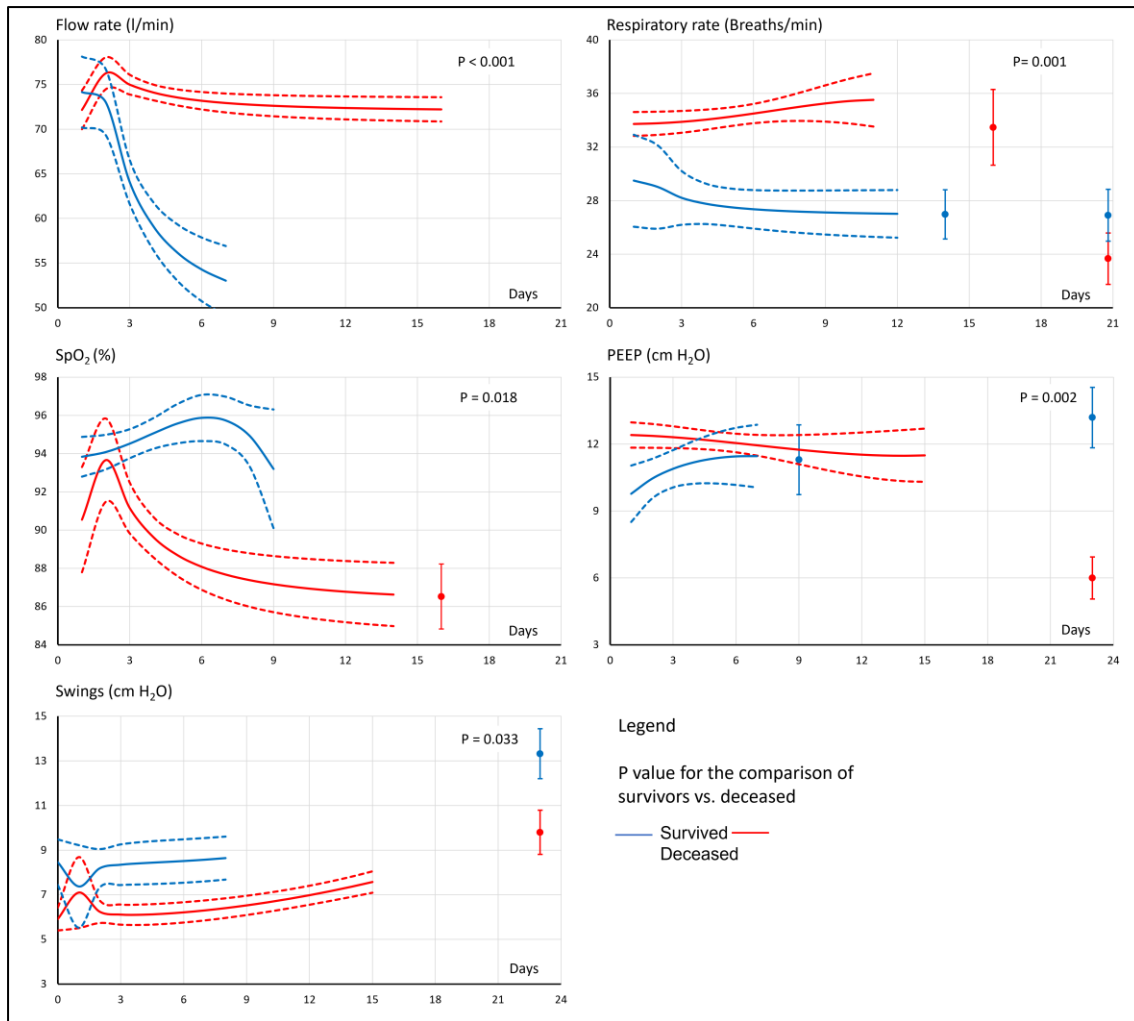 Flow rate (l/min)
80
75
70
65
60
55
50
P < 0.001
Days
0 3 6 9 12 15 18 21
Respiratory rate (Breaths/min)
40
36
32
28
24
20
P= 0.001
Days
0 3 6 9 12 15 18 21
SpO₂ (%)
98
96
94
92
90
88
86
84
P = 0.018
Days
0 3 6 9 12 15 18 21
PEEP (cm H₂O)
15
12
9
6
3
P = 0.002
Days
0 3 6 9 12 15 18 21 24
Swings (cm H₂O)
15
13
11
9
7
5
3
P = 0.033
Days
0 3 6 9 12 15 18 21 24
Legend
P value for the comparison of
survivors vs. deceased
Survived
Deceased